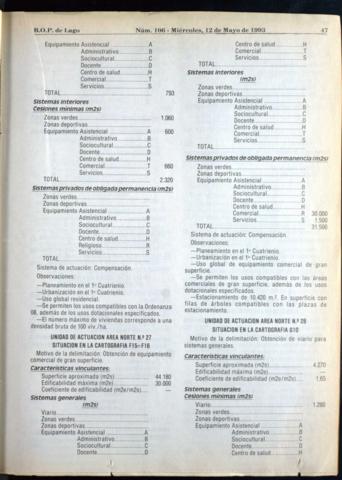 B.O.P. de Lugo
Núm. 106 - Miércoles, 12 de Mayo de 1993
47
Equipamiento Asistencial A
Administrativo B
Sociocultural C
Docente D
Centro de salud H
Comercial T
Servicios S
TOTAL 793
Sistemas interiores
Cesiones mínimas (m2s)
Zonas verdes 1.060
Zonas deportivas
Equipamiento Asistencial A 600
Administrativo B
Sociocultural C
Docente D
Centro de salud H
Comercial T 660
Servicios S
TOTAL 2.320
Sistemas privados de obligada permanencia (m2s)
Zonas verdes
Zonas deportivas
Equipamiento Asistencial A
Administrativo B
Sociocultural C
Docente D
Centro de salud H
Comercial T
Religioso R
Servicios S
TOTAL
Sistema de actuación: Compensación.
Observaciones:
—Planeamiento en el 1º Cuatrienio.
—Urbanización en el 1º Cuatrienio.
—Uso global residencial.
—Se permiten los usos compatibles con la Ordenanza
08, además de los usos dotacionales especificados.
—El número máximo de viviendas corresponde a una
densidad bruta de 100 viv./ha.
UNIDAD DE ACTUACION AREA NORTE N.º 27
SITUACION EN LA CARTOGRAFIA F15-F16
Motivo de la delimitación: Obtención de equipamiento
comercial de gran superficie.
Características vinculantes:
Superficie aproximada (m2s) 44.180
Edificabilidad máxima (m2e) 30.000
Coeficiente de edificabilidad (m2e/m2s) —
Sistemas generales
(m2s)
Viario
Zonas verdes
Zonas deportivas
Equipamiento Asistencial A
Administrativo B
Sociocultural C
Docente D
Centro de salud H
Comercial T
Servicios S
TOTAL
Sistemas interiores
(m2s)
Zonas verdes
Zonas deportivas
Equipamiento Asistencial A
Administrativo B
Sociocultural C
Docente D
Centro de salud H
Comercial T
Servicios S
TOTAL
Sistemas privados de obligada permanencia (m2s)
Equipamiento Asistencial A
Administrativo B
Sociocultural C
Docente D
Centro de salud H
Comercial R 30.000
Servicios S 1.500
TOTAL 31.500
Sistema de actuación: Compensación.
Observaciones:
—Planeamiento en el 1º Cuatrienio.
—Urbanización en el 1º Cuatrienio.
—Uso global de equipamiento comercial de gran
superficie.
—Se permiten los usos compatibles con las áreas
comerciales de gran superficie, además de los usos
dotacionales especificados.
—Estacionamiento de 10.420 m². En superficie con
filas de árboles compatibles con las plazas de
estacionamiento.
UNIDAD DE ACTUACION AREA NORTE N.º 28
SITUACION EN LA CARTOGRAFIA G10
Motivo de la delimitación: Obtención de viario para
sistemas generales.
Características vinculantes:
Superficie aproximada (m2s) 4.270
Edificabilidad máxima (m2e) —
Coeficiente de edificabilidad (m2e/m2s) 1,65
Sistemas generales
Cesiones mínimas (m2s)
Viario 1.280
Zonas verdes
Zonas deportivas
Equipamiento Asistencial A
Administrativo B
Sociocultural C
Docente D
Centro de salud H